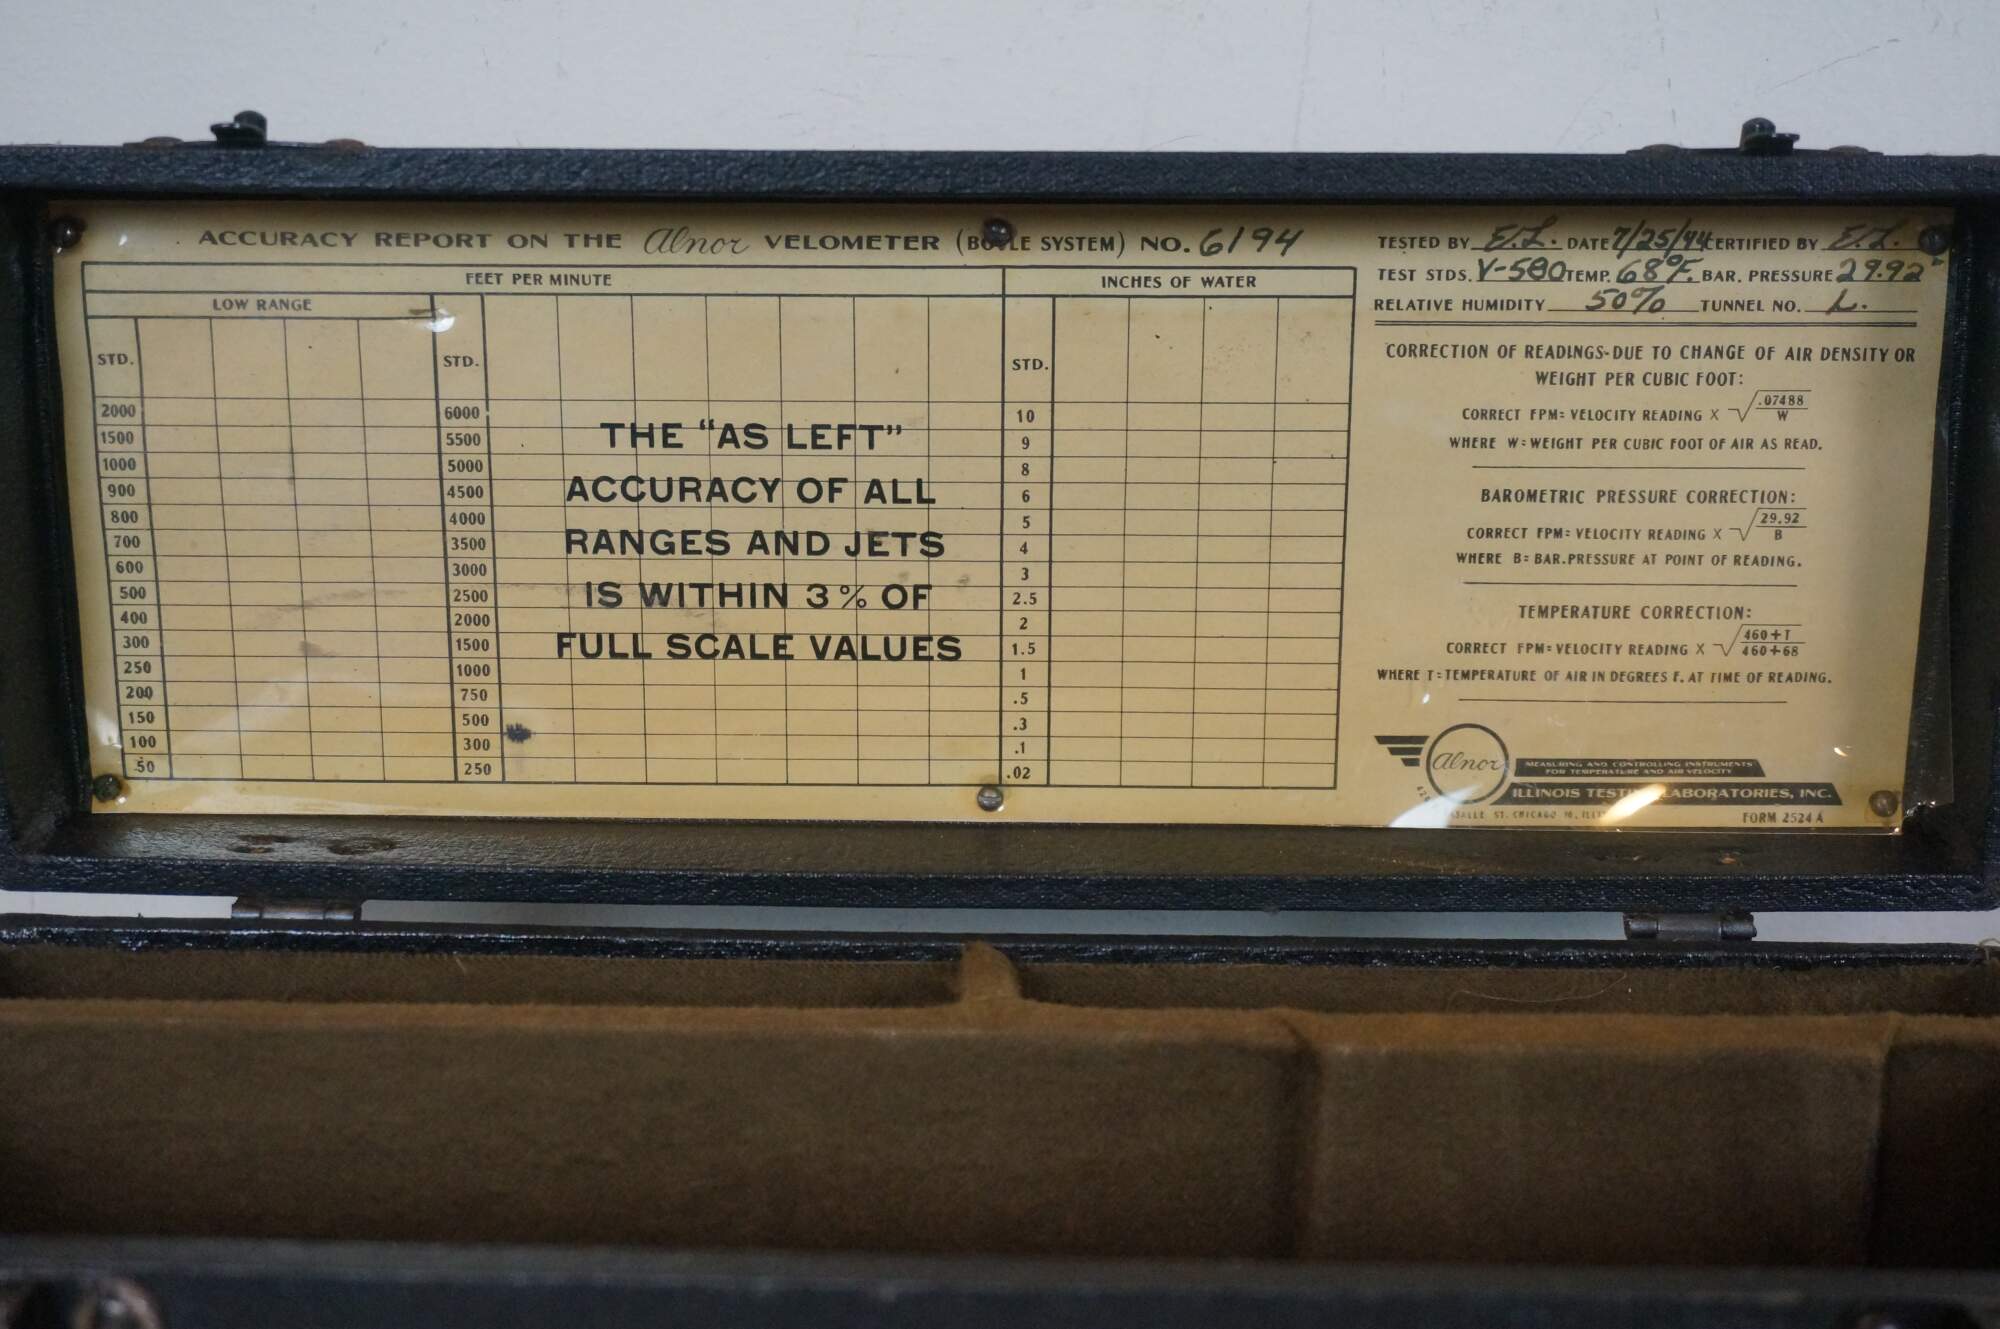 ACCURACY REPORT ON THE Alnor VELOMETER (BOYLE SYSTEM) NO. 6194
FEET PER MINUTE
INCHES OF WATER
LOW RANGE
STD.
2000
1500
1000
900
800
700
600
500
400
300
250
200
150
100
50
STD.
6000
5500
5000
4500
4000
3500
3000
2500
2000
1500
1000
750
500
300
250
THE "AS LEFT"
ACCURACY OF ALL
RANGES AND JETS
IS WITHIN 3% OF
FULL SCALE VALUES
STD.
10
9
8
6
5
4
3
2.5
2
1.5
1
.5
.3
.1
.02
TESTED BY E.L. DATE 7/25/44 CERTIFIED BY E.L.
TEST STDS. V-580 TEMP. 68°F. BAR. PRESSURE 29.92"
RELATIVE HUMIDITY 50% TUNNEL NO. L.
CORRECTION OF READINGS-DUE TO CHANGE OF AIR DENSITY OR
WEIGHT PER CUBIC FOOT:
CORRECT FPM = VELOCITY READING X √.07488/W
WHERE W = WEIGHT PER CUBIC FOOT OF AIR AS READ.
BAROMETRIC PRESSURE CORRECTION:
CORRECT FPM = VELOCITY READING X √29.92/B
WHERE B = BAR. PRESSURE AT POINT OF READING.
TEMPERATURE CORRECTION:
CORRECT FPM = VELOCITY READING X √460+T/460+68
WHERE T = TEMPERATURE OF AIR IN DEGREES F. AT TIME OF READING.
Alnor
MEASURING AND CONTROLLING INSTRUMENTS
FOR TEMPERATURE AND AIR VELOCITY
ILLINOIS TESTING LABORATORIES, INC.
ST. CHICAGO 10,
FORM 2524 A